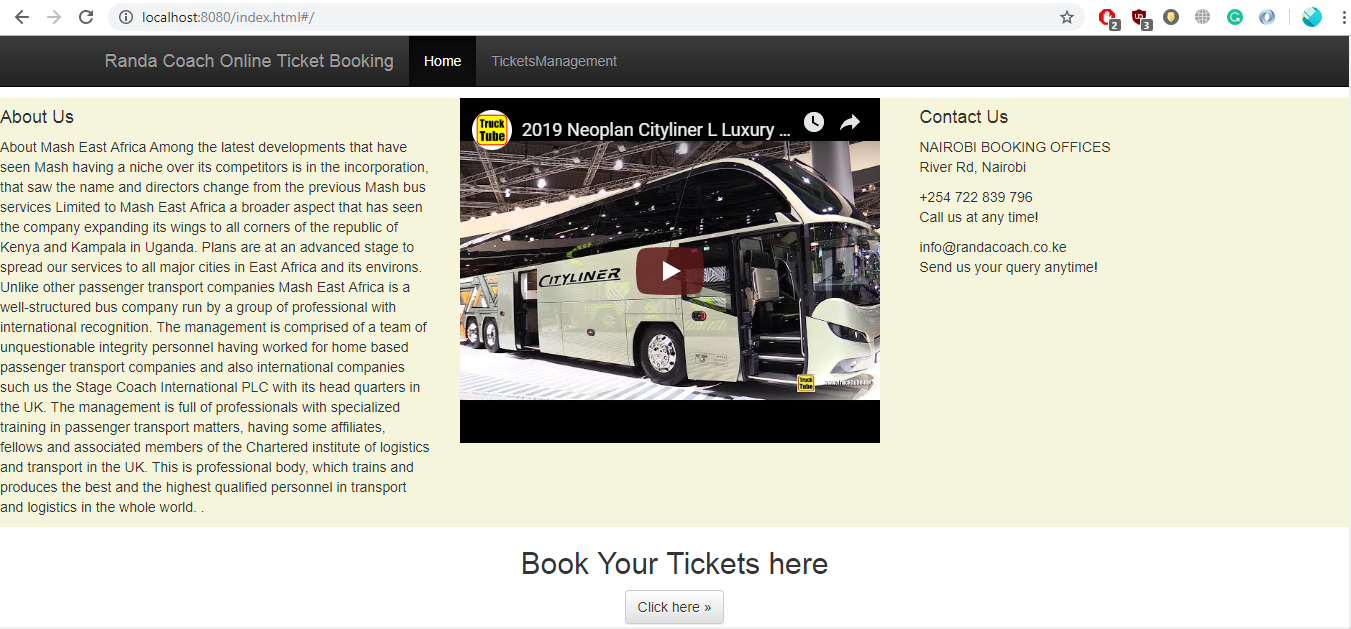 localhost:8080/index.html#/
2
3
Randa Coach Online Ticket Booking
Home
TicketsManagement
About Us
About Mash East Africa Among the latest developments that have
seen Mash having a niche over its competitors is in the incorporation,
that saw the name and directors change from the previous Mash bus
services Limited to Mash East Africa a broader aspect that has seen
the company expanding its wings to all corners of the republic of
Kenya and Kampala in Uganda. Plans are at an advanced stage to
spread our services to all major cities in East Africa and its environs.
Unlike other passenger transport companies Mash East Africa is a
well-structured bus company run by a group of professional with
international recognition. The management is comprised of a team of
unquestionable integrity personnel having worked for home based
passenger transport companies and also international companies
such us the Stage Coach International PLC with its head quarters in
the UK. The management is full of professionals with specialized
training in passenger transport matters, having some affiliates,
fellows and associated members of the Chartered institute of logistics
and transport in the UK. This is professional body, which trains and
produces the best and the highest qualified personnel in transport
and logistics in the whole world. .
Truck
Tube
2019 Neoplan Cityliner L Luxury ...
CITYLINER
Truck
Tube
Contact Us
NAIROBI BOOKING OFFICES
River Rd, Nairobi
+254 722 839 796
Call us at any time!
info@randacoach.co.ke
Send us your query anytime!
Book Your Tickets here
Click here »